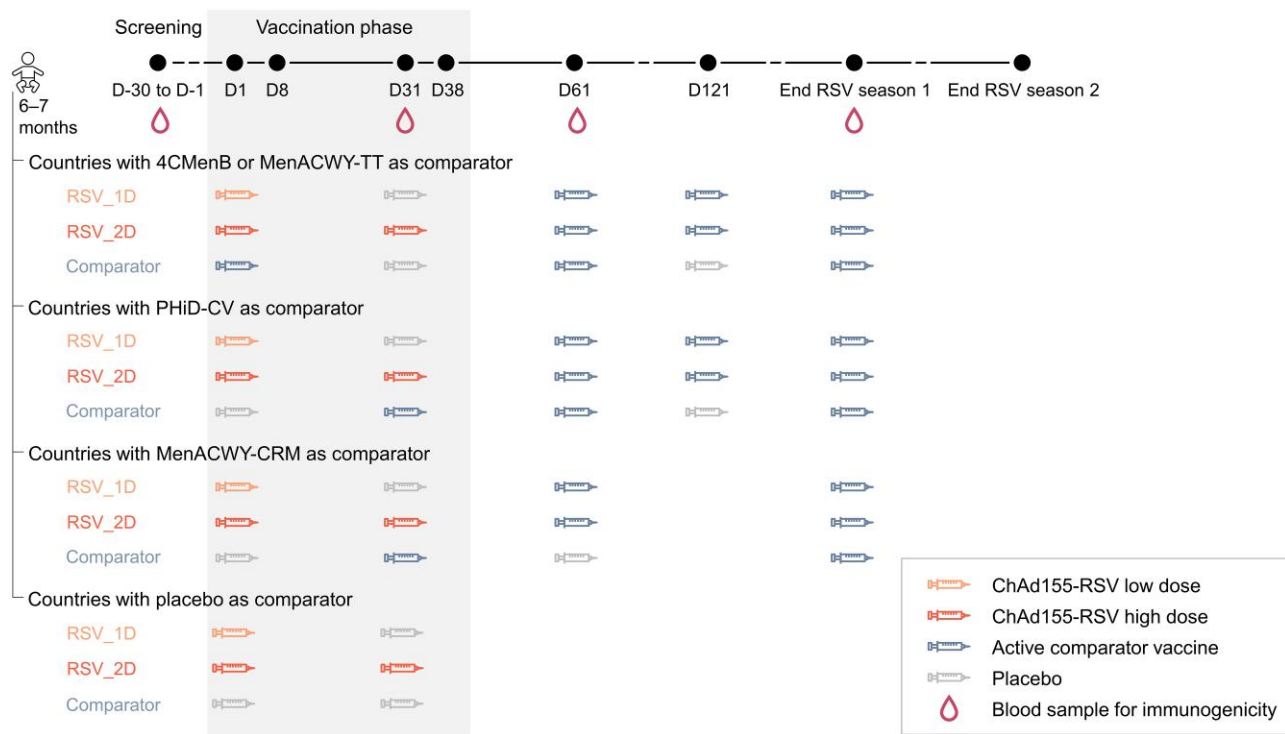 Screening Vaccination phase
D-30 to D-1 D1 D8 D31 D38 D61 D121 End RSV season 1 End RSV season 2
6–7
months
Countries with 4CMenB or MenACWY-TT as comparator
RSV_1D
RSV_2D
Comparator
Countries with PHiD-CV as comparator
RSV_1D
RSV_2D
Comparator
Countries with MenACWY-CRM as comparator
RSV_1D
RSV_2D
Comparator
Countries with placebo as comparator
RSV_1D
RSV_2D
Comparator
ChAd155-RSV low dose
ChAd155-RSV high dose
Active comparator vaccine
Placebo
Blood sample for immunogenicity